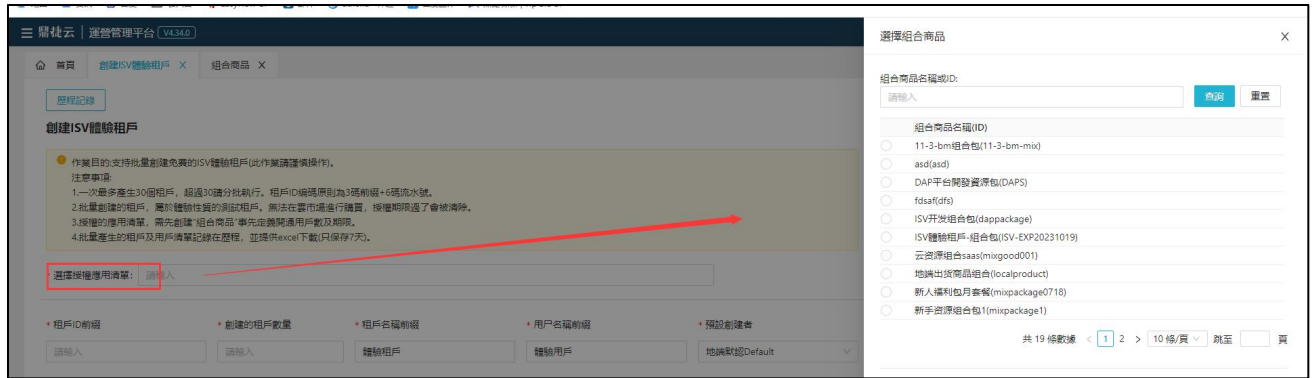 鼎捷云 運營管理平台 V4.34.0
首頁 創建ISV體驗租戶 X 組合商品 X
歷程記錄
創建ISV體驗租戶
作業目的:支持批量創建免費的ISV體驗租戶(此作業請謹慎操作)。
注意事項:
1.一次最多產生30個租戶，超過30請分批執行。租戶ID編碼原則為3碼前綴+6碼流水號。
2.批量創建的租戶，屬於體驗性質的測試租戶。無法在雲市場進行購買，授權期限過了會被清除。
3.授權的應用清單，需先創建"組合商品"事先定義開通用戶數及期限。
4.批量產生的租戶及用戶清單記錄在歷程，並提供excel下載(只保存7天)。
* 選擇授權應用清單: 請輸入
* 租戶ID前綴 * 創建的租戶數量 * 租戶名稱前綴 * 用戶名稱前綴 * 預設創建者
請輸入 請輸入 體驗租戶 體驗用戶 地端默認Default
選擇組合商品 X
組合商品名稱或ID:
請輸入 查詢 重置
組合商品名稱(ID)
11-3-bm組合包(11-3-bm-mix)
asd(asd)
DAP平台開發資源包(DAPS)
fdsaf(dfs)
ISV开发组合包(dappackage)
ISV體驗租戶-組合包(ISV-EXP20231019)
云资源组合saas(mixgood001)
地端出货商品組合(localproduct)
新人福利包月套餐(mixpackage0718)
新手资源组合包1(mixpackage1)
共 19 條數據 < 1 2 > 10 條/頁 跳至 頁